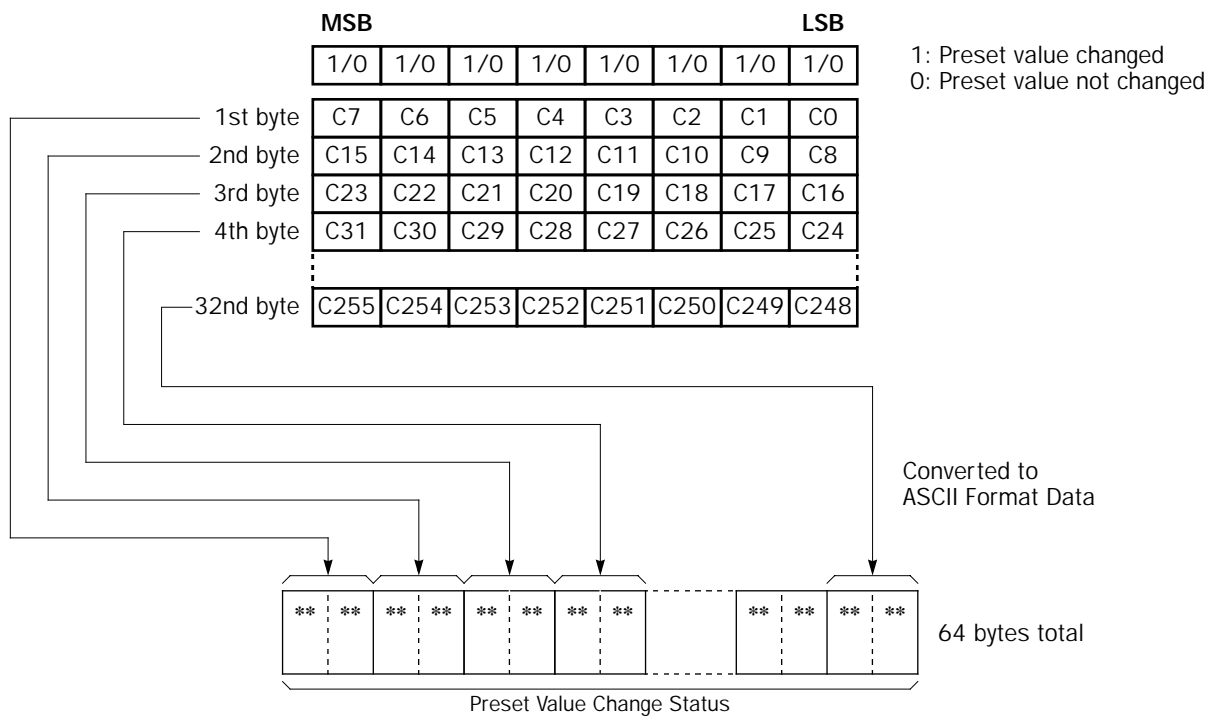 MSB LSB
1/0 1/0 1/0 1/0 1/0 1/0 1/0 1/0
1: Preset value changed
0: Preset value not changed
1st byte C7 C6 C5 C4 C3 C2 C1 C0
2nd byte C15 C14 C13 C12 C11 C10 C9 C8
3rd byte C23 C22 C21 C20 C19 C18 C17 C16
4th byte C31 C30 C29 C28 C27 C26 C25 C24
32nd byte C255 C254 C253 C252 C251 C250 C249 C248
Converted to
ASCII Format Data
** ** ** ** ** ** ** ** ** ** ** **
64 bytes total
Preset Value Change Status